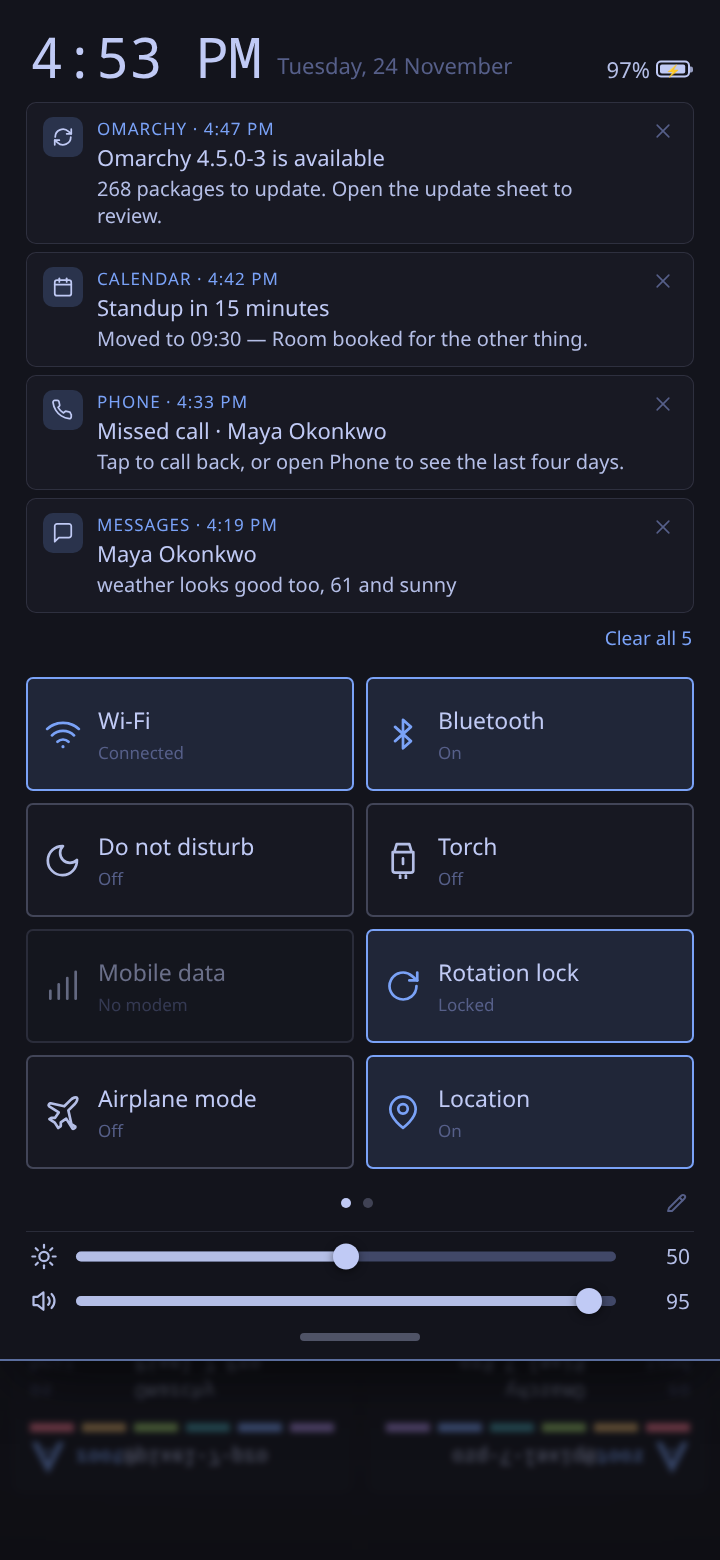 4:53 PM Tuesday, 24 November 97%
OMARCHY · 4:47 PM
Omarchy 4.5.0-3 is available
268 packages to update. Open the update sheet to
review.
CALENDAR · 4:42 PM
Standup in 15 minutes
Moved to 09:30 — Room booked for the other thing.
PHONE · 4:33 PM
Missed call · Maya Okonkwo
Tap to call back, or open Phone to see the last four days.
MESSAGES · 4:19 PM
Maya Okonkwo
weather looks good too, 61 and sunny
Clear all 5
Wi-Fi
Connected
Bluetooth
On
Do not disturb
Off
Torch
Off
Mobile data
No modem
Rotation lock
Locked
Airplane mode
Off
Location
On
50
95